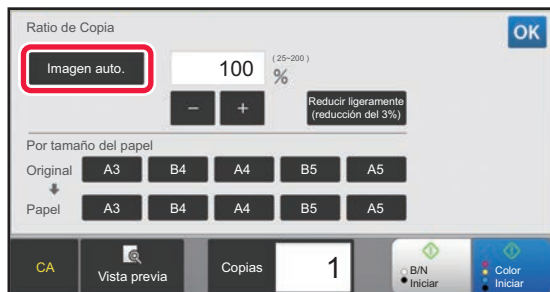 Ratio de Copia
OK
Imagen auto.
100
(25~200)
%
−
+
Reducir ligeramente
(reducción del 3%)
Por tamaño del papel
Original A3 B4 A4 B5 A5
Papel A3 B4 A4 B5 A5
CA
Vista previa
Copias
1
B/N
Iniciar
Color
Iniciar